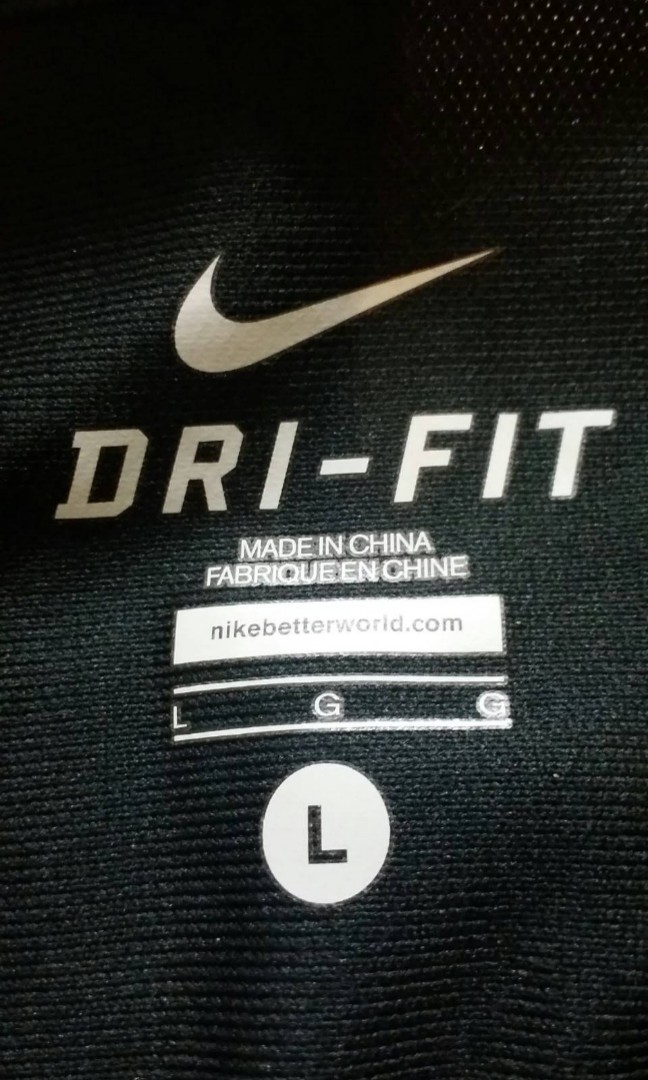 DRI-FIT
MADE IN CHINA
FABRIQUE EN CHINE
nikebetterworld.com
L G G
L